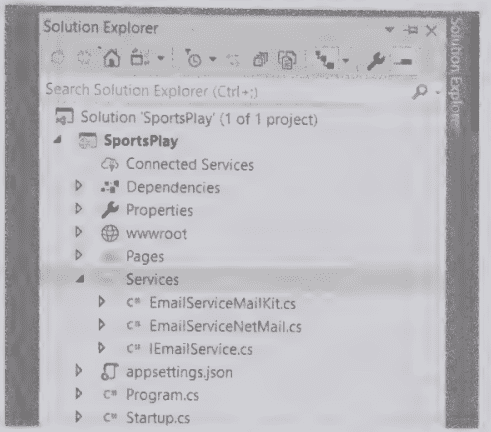 Solution Explorer
Search Solution Explorer (Ctrl+;)
Solution 'SportsPlay' (1 of 1 project)
SportsPlay
Connected Services
Dependencies
Properties
wwwroot
Pages
Services
C# EmailServiceMailKit.cs
C# EmailServiceNetMail.cs
C# IEmailService.cs
appsettings.json
C# Program.cs
C# Startup.cs
Solution Explorer